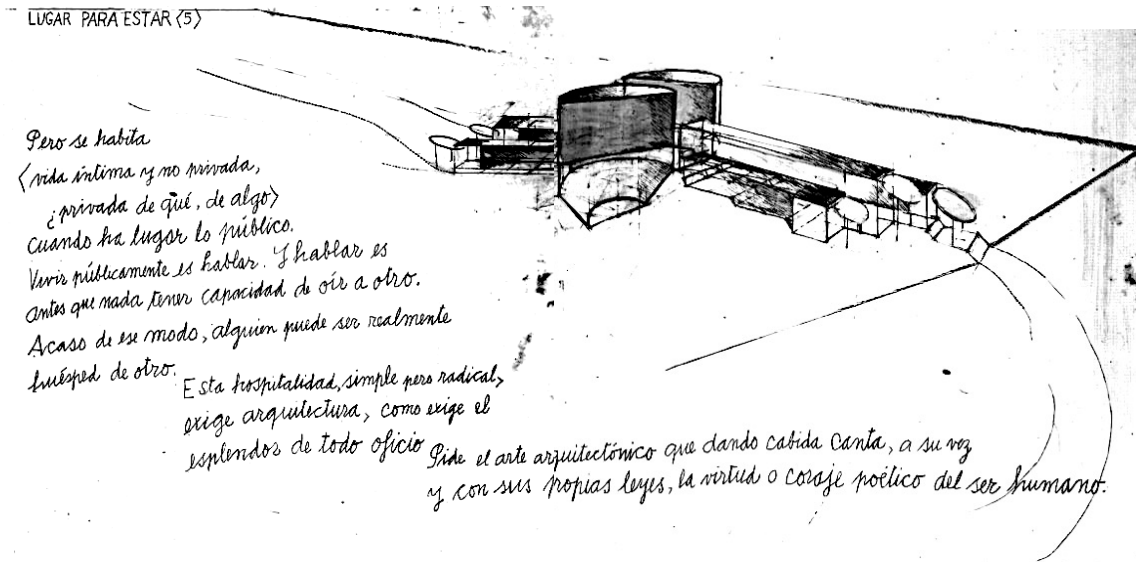 LUGAR PARA ESTAR <5>
Pero se habita
<vida íntima y no privada,
¿privada de qué, de algo>
cuando ha lugar lo público.
Vivir públicamente es hablar. Y hablar es
antes que nada tener capacidad de oír a otro.
Acaso de ese modo, alguien puede ser realmente
huésped de otro.
Esta hospitalidad, simple pero radical,
exige arquitectura, como exige el
esplendor de todo oficio
Pide el arte arquitectónico que dando cabida canta, a su vez
y con sus propias leyes, la virtud o coraje poético del ser humano.